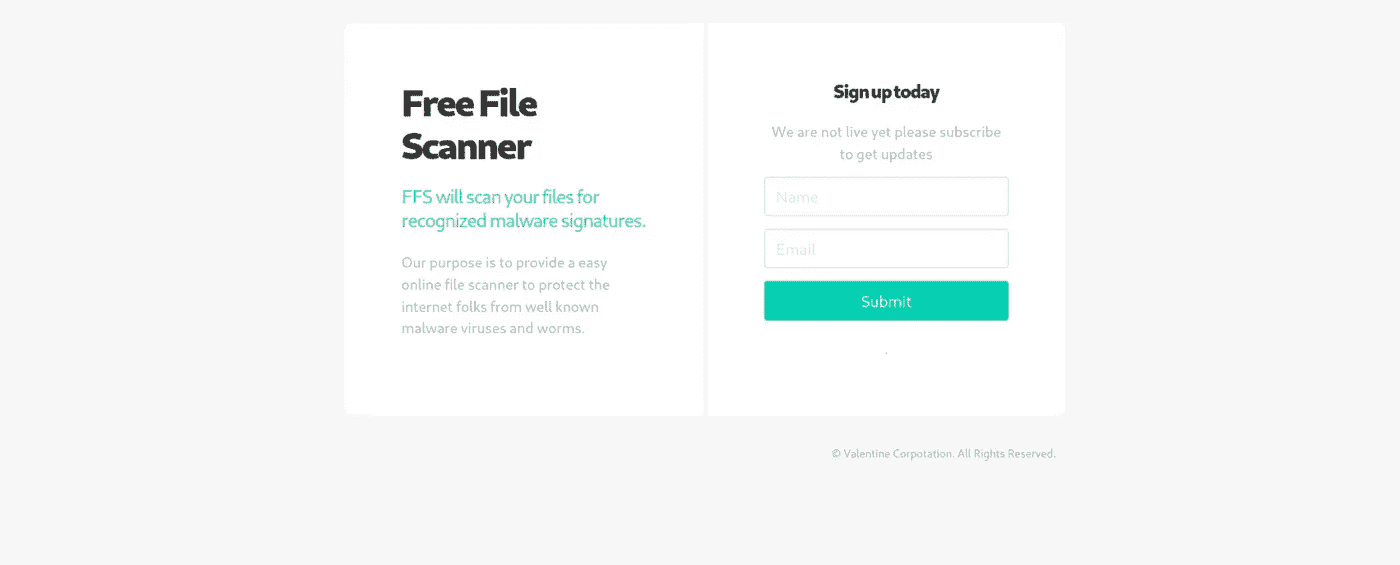 Free File
Scanner
FFS will scan your files for
recognized malware signatures.
Our purpose is to provide a easy
online file scanner to protect the
internet folks from well known
malware viruses and worms.
Sign up today
We are not live yet please subscribe
to get updates
Name
Email
Submit
.
© Valentine Corpotation. All Rights Reserved.